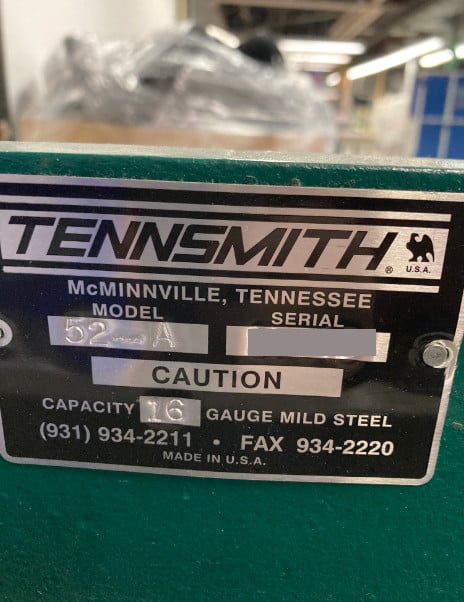 TENNSMITH®
U.S.A.
McMINNVILLE, TENNESSEE
MODEL SERIAL
52-A
CAUTION
CAPACITY 16 GAUGE MILD STEEL
(931) 934-2211 • FAX 934-2220
MADE IN U.S.A.